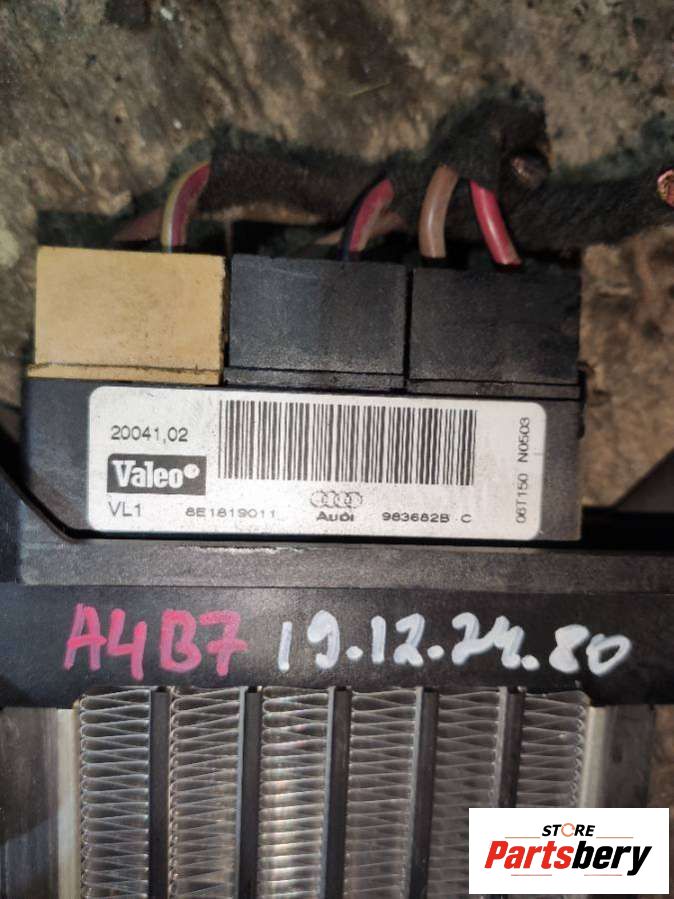 20041,02
Valeo
VL1
8E1819011
Audi
983682B C
06T150 N0503
A4B7 19.12.24.80
STORE
Partsbery